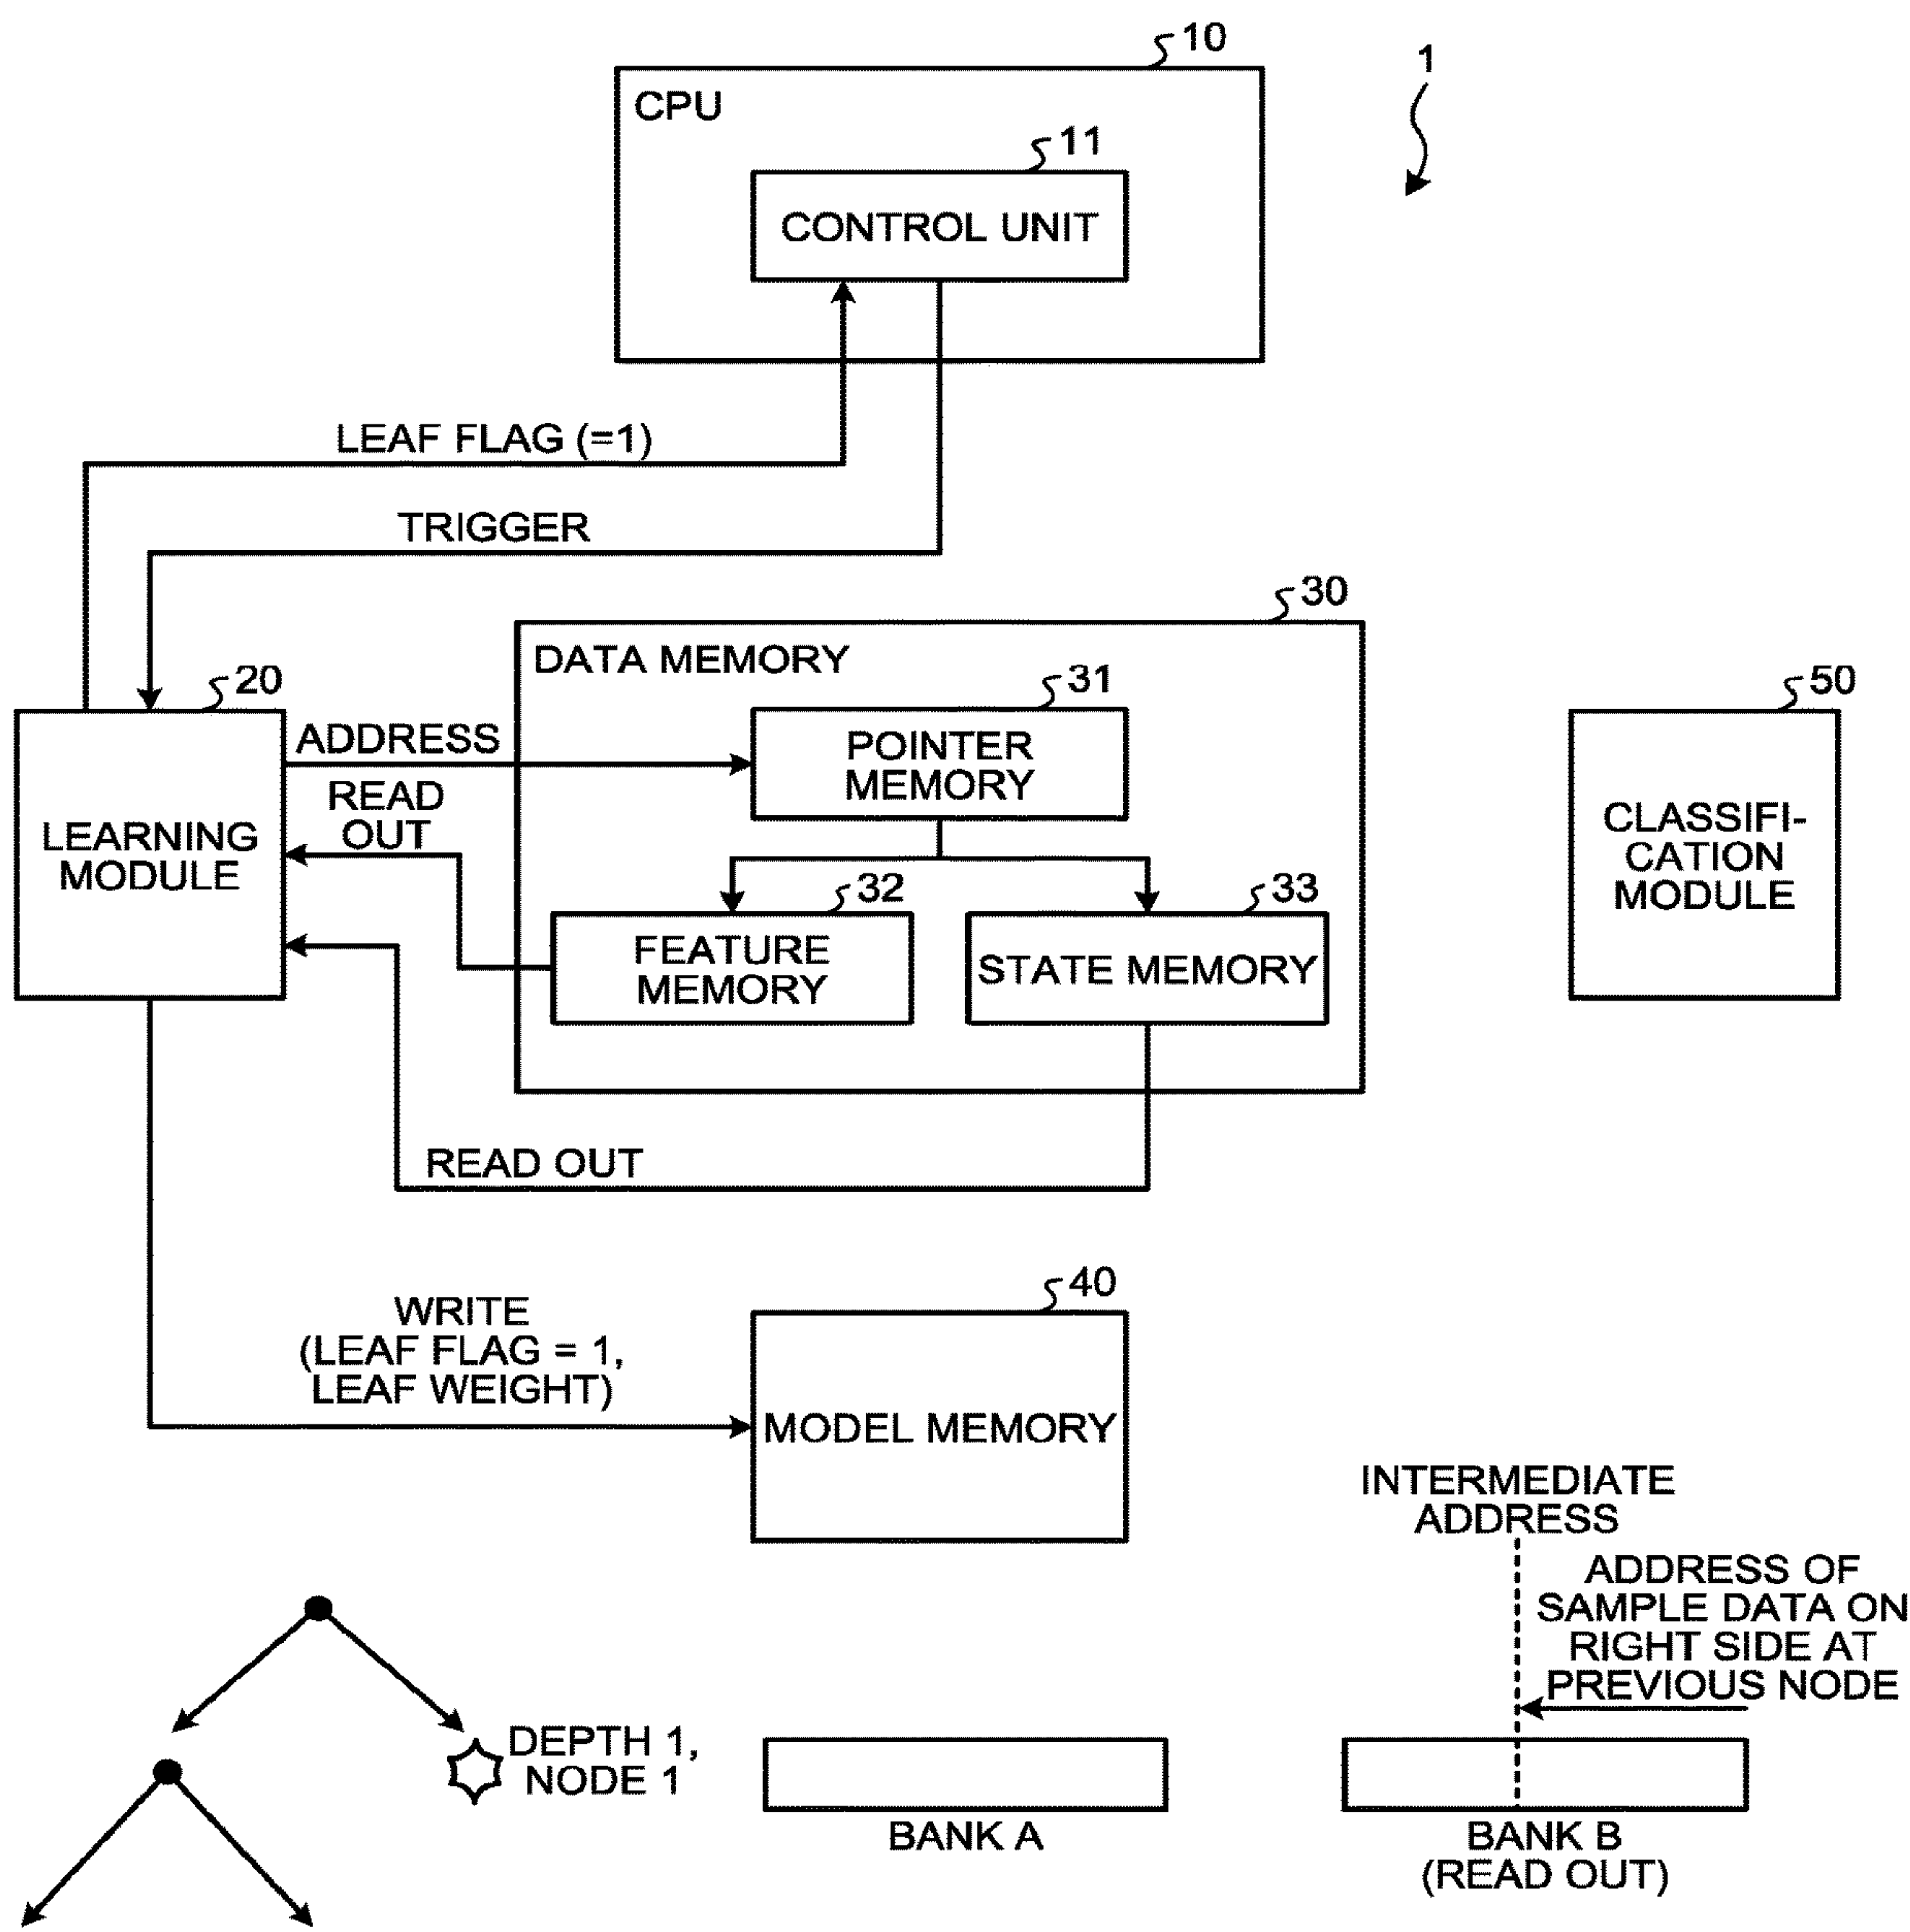 10
1
CPU
11
CONTROL UNIT
LEAF FLAG (=1)
TRIGGER
30
DATA MEMORY
20
31
50
ADDRESS
POINTER
MEMORY
READ
OUT
LEARNING
MODULE
CLASSIFI-
CATION
MODULE
32
33
FEATURE
MEMORY
STATE MEMORY
READ OUT
40
WRITE
(LEAF FLAG = 1,
LEAF WEIGHT)
MODEL MEMORY
INTERMEDIATE
ADDRESS
ADDRESS OF
SAMPLE DATA ON
RIGHT SIDE AT
PREVIOUS NODE
DEPTH 1,
NODE 1
BANK A
BANK B
(READ OUT)